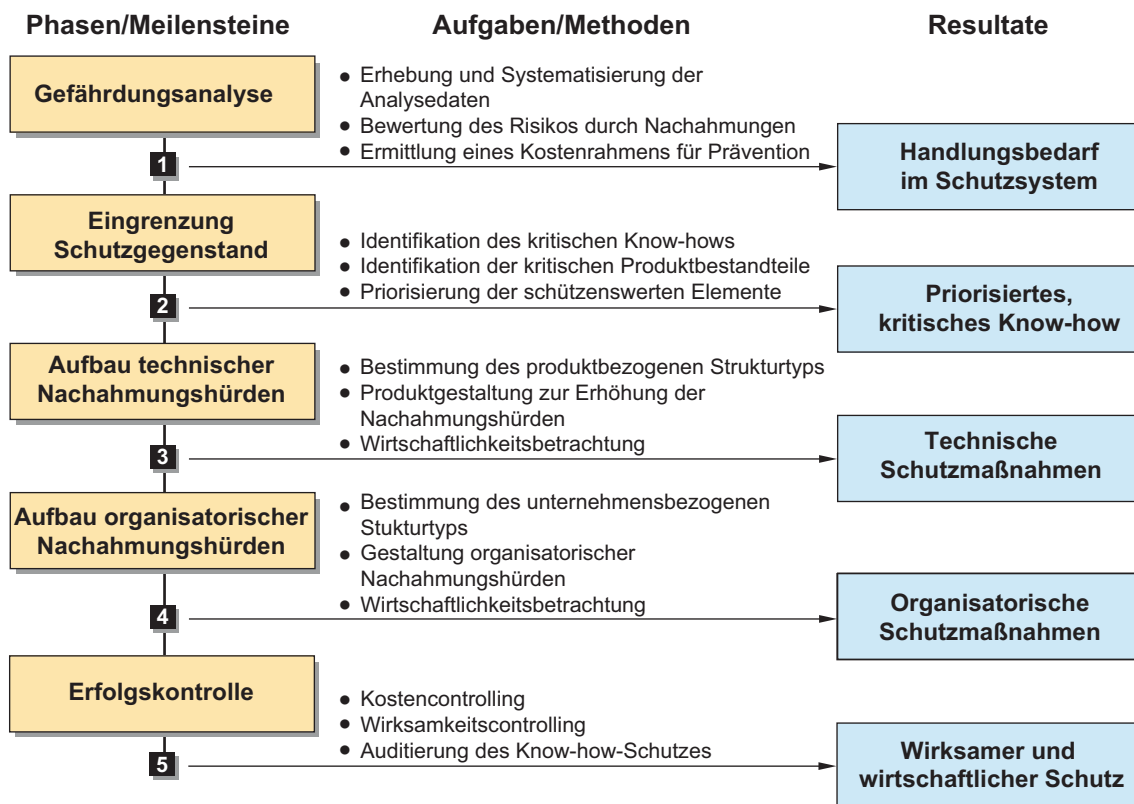 Phasen/Meilensteine
Aufgaben/Methoden
Resultate
Gefährdungsanalyse
• Erhebung und Systematisierung der
Analysedaten
• Bewertung des Risikos durch Nachahmungen
• Ermittlung eines Kostenrahmens für Prävention
1
Handlungsbedarf
im Schutzsystem
Eingrenzung
Schutzgegenstand
• Identifikation des kritischen Know-hows
• Identifikation der kritischen Produktbestandteile
• Priorisierung der schützenswerten Elemente
2
Priorisiertes,
kritisches Know-how
Aufbau technischer
Nachahmungshürden
• Bestimmung des produktbezogenen Strukturtyps
• Produktgestaltung zur Erhöhung der
Nachahmungshürden
• Wirtschaftlichkeitsbetrachtung
3
Technische
Schutzmaßnahmen
Aufbau organisatorischer
Nachahmungshürden
• Bestimmung des unternehmensbezogenen
Stukturtyps
• Gestaltung organisatorischer
Nachahmungshürden
• Wirtschaftlichkeitsbetrachtung
4
Organisatorische
Schutzmaßnahmen
Erfolgskontrolle
• Kostencontrolling
• Wirksamkeitscontrolling
• Auditierung des Know-how-Schutzes
5
Wirksamer und
wirtschaftlicher Schutz